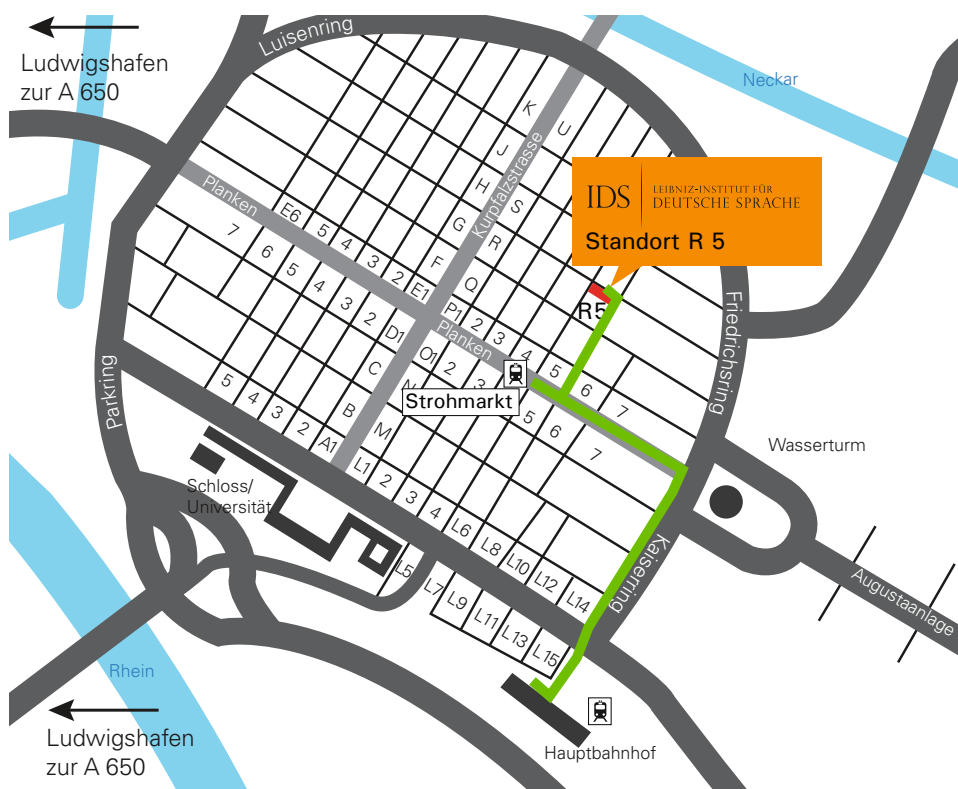 Ludwigshafen
zur A 650
Luisenring
Neckar
K
U
J
Kurpfalzstrasse
H
S
G
R
F
Q
IDS
LEIBNIZ-INSTITUT FÜR
DEUTSCHE SPRACHE
Standort R 5
R5
Planken
E6
5
4
3
2
E1
P1
2
3
4
5
6
7
7
6
5
4
3
2
D1
O1
2
3
5
6
7
Planken
Strohmarkt
C
N
B
M
5
4
3
2
A1
L1
2
3
4
L6
L8
L10
L12
L14
L5
L7
L9
L11
L13
L15
Parkring
Friedrichsring
Wasserturm
Kaiserring
Augustaanlage
Schloss/
Universität
Rhein
Ludwigshafen
zur A 650
Hauptbahnhof